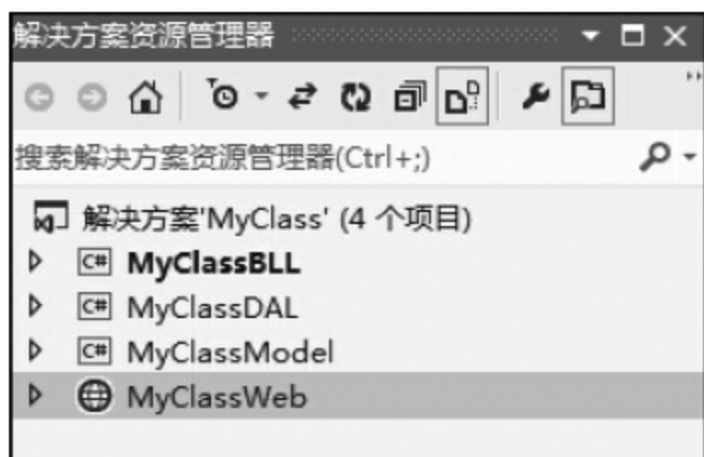 解决方案资源管理器
搜索解决方案资源管理器(Ctrl+;)
解决方案'MyClass' (4 个项目)
C# MyClassBLL
C# MyClassDAL
C# MyClassModel
MyClassWeb